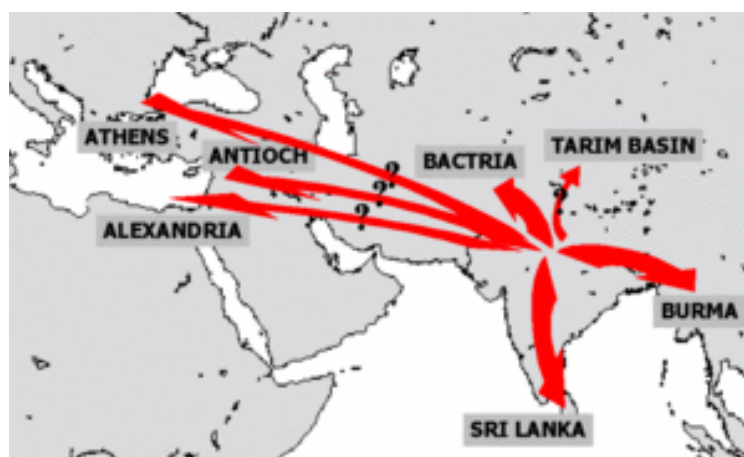 ATHENS
ANTIOCH
BACTRIA
TARIM BASIN
?
?
?
?
ALEXANDRIA
BURMA
SRI LANKA